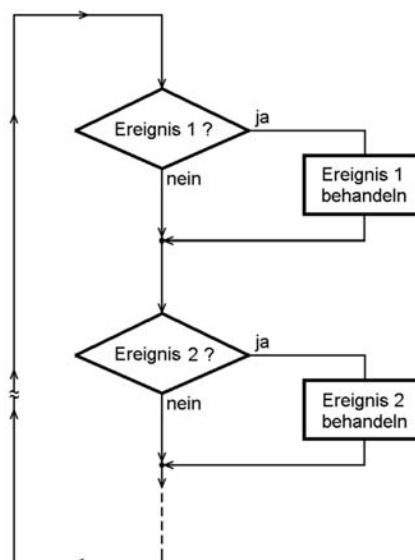 Ereignis 1 ?
ja
nein
Ereignis 1
behandeln
Ereignis 2 ?
ja
nein
Ereignis 2
behandeln